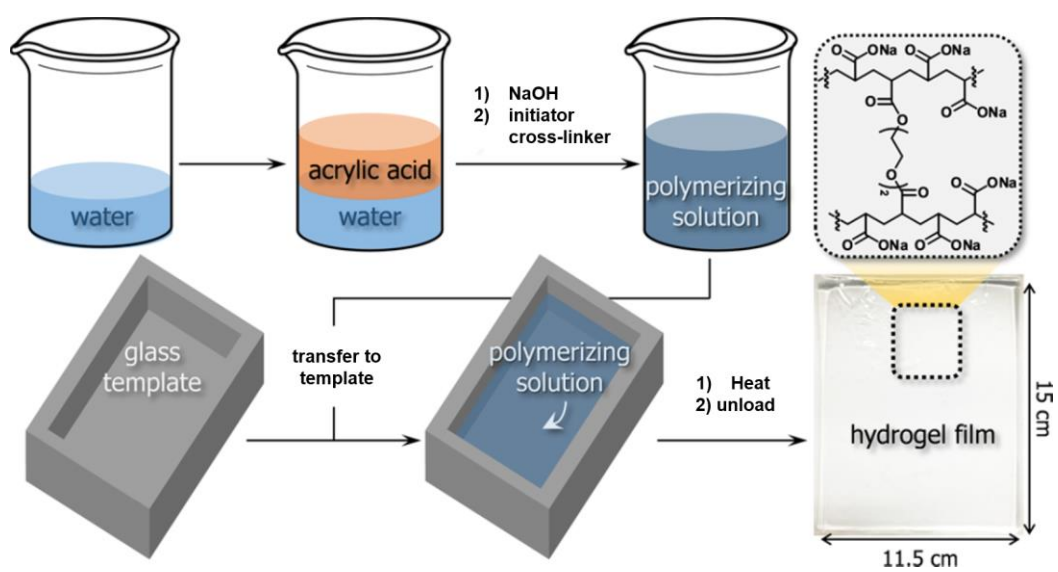 water
acrylic acid
water
1) NaOH
2) initiator
cross-linker
polymerizing
solution
ONa
O
ONa
O
O
O
O
ONa
O
O
2
O
O
ONa
O
ONa
O
ONa
O
ONa
glass
template
transfer to
template
polymerizing
solution
1) Heat
2) unload
hydrogel film
15 cm
11.5 cm